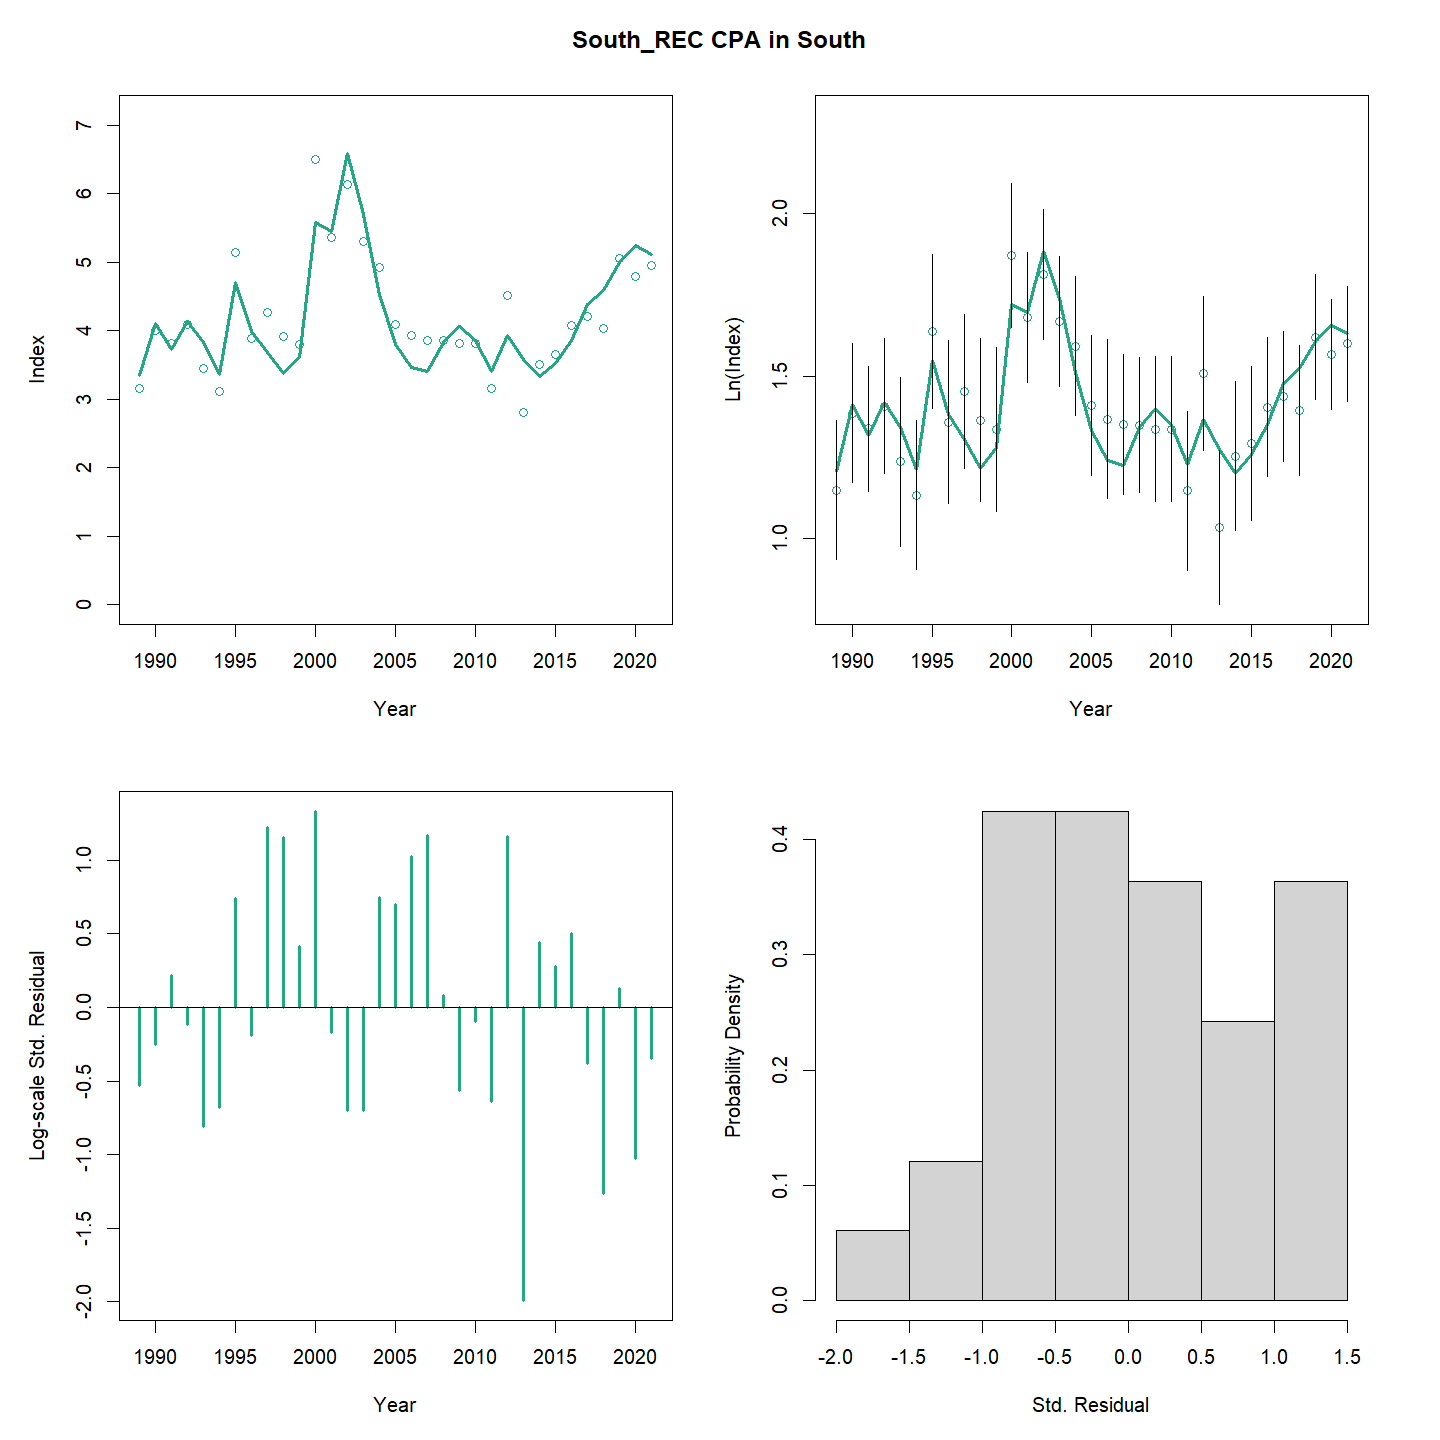 South_REC CPA in South
Index
7
6
5
4
3
2
1
0
1990 1995 2000 2005 2010 2015 2020
Year
Ln(Index)
2.0
1.5
1.0
1990 1995 2000 2005 2010 2015 2020
Year
Log-scale Std. Residual
1.0
0.5
0.0
-0.5
-1.0
-1.5
-2.0
1990 1995 2000 2005 2010 2015 2020
Year
Probability Density
0.4
0.3
0.2
0.1
0.0
-2.0 -1.5 -1.0 -0.5 0.0 0.5 1.0 1.5
Std. Residual